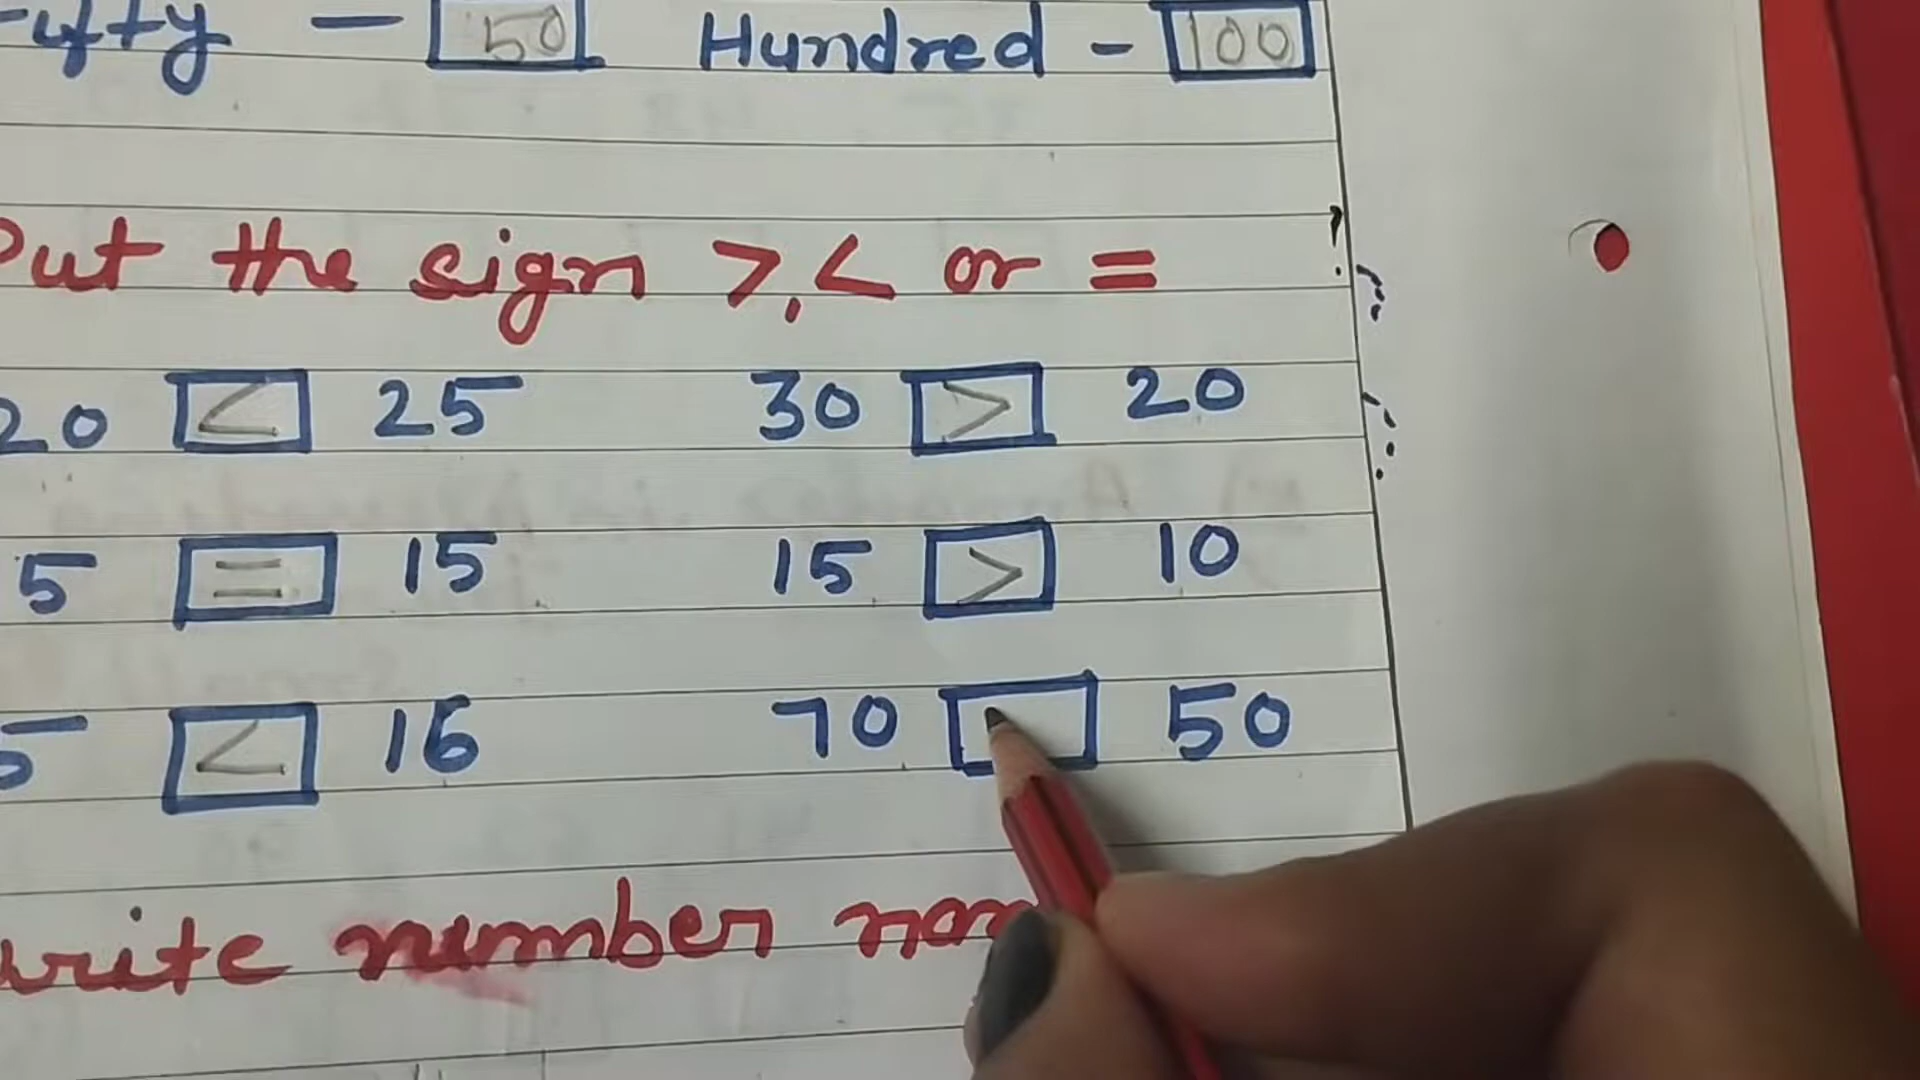 Fifty - 50 Hundred - 100
Put the sign >, < or =
20 < 25 30 > 20
5 = 15 15 > 10
5 < 16 70 50
write number